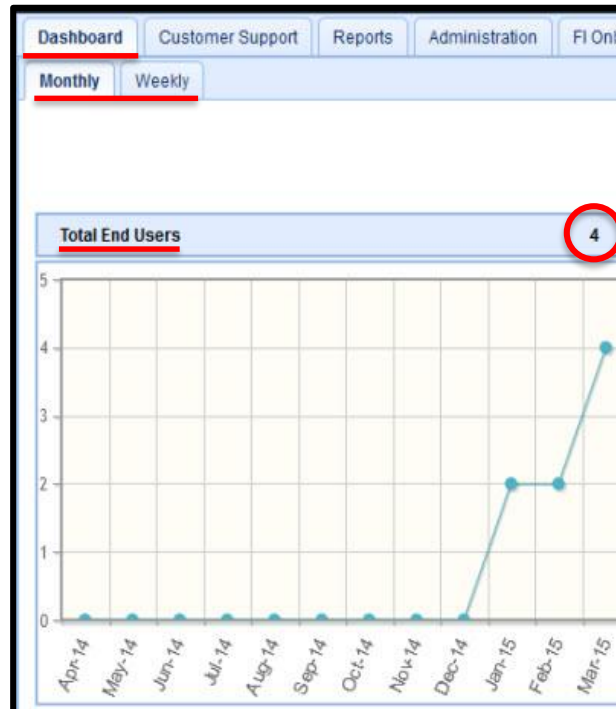 Dashboard Customer Support Reports Administration FI Onl
Monthly Weekly
Total End Users 4
5
4
3
2
1
0
Apr-14 May-14 Jun-14 Jul-14 Aug-14 Sep-14 Oct-14 Nov-14 Dec-14 Jan-15 Feb-15 Mar-15